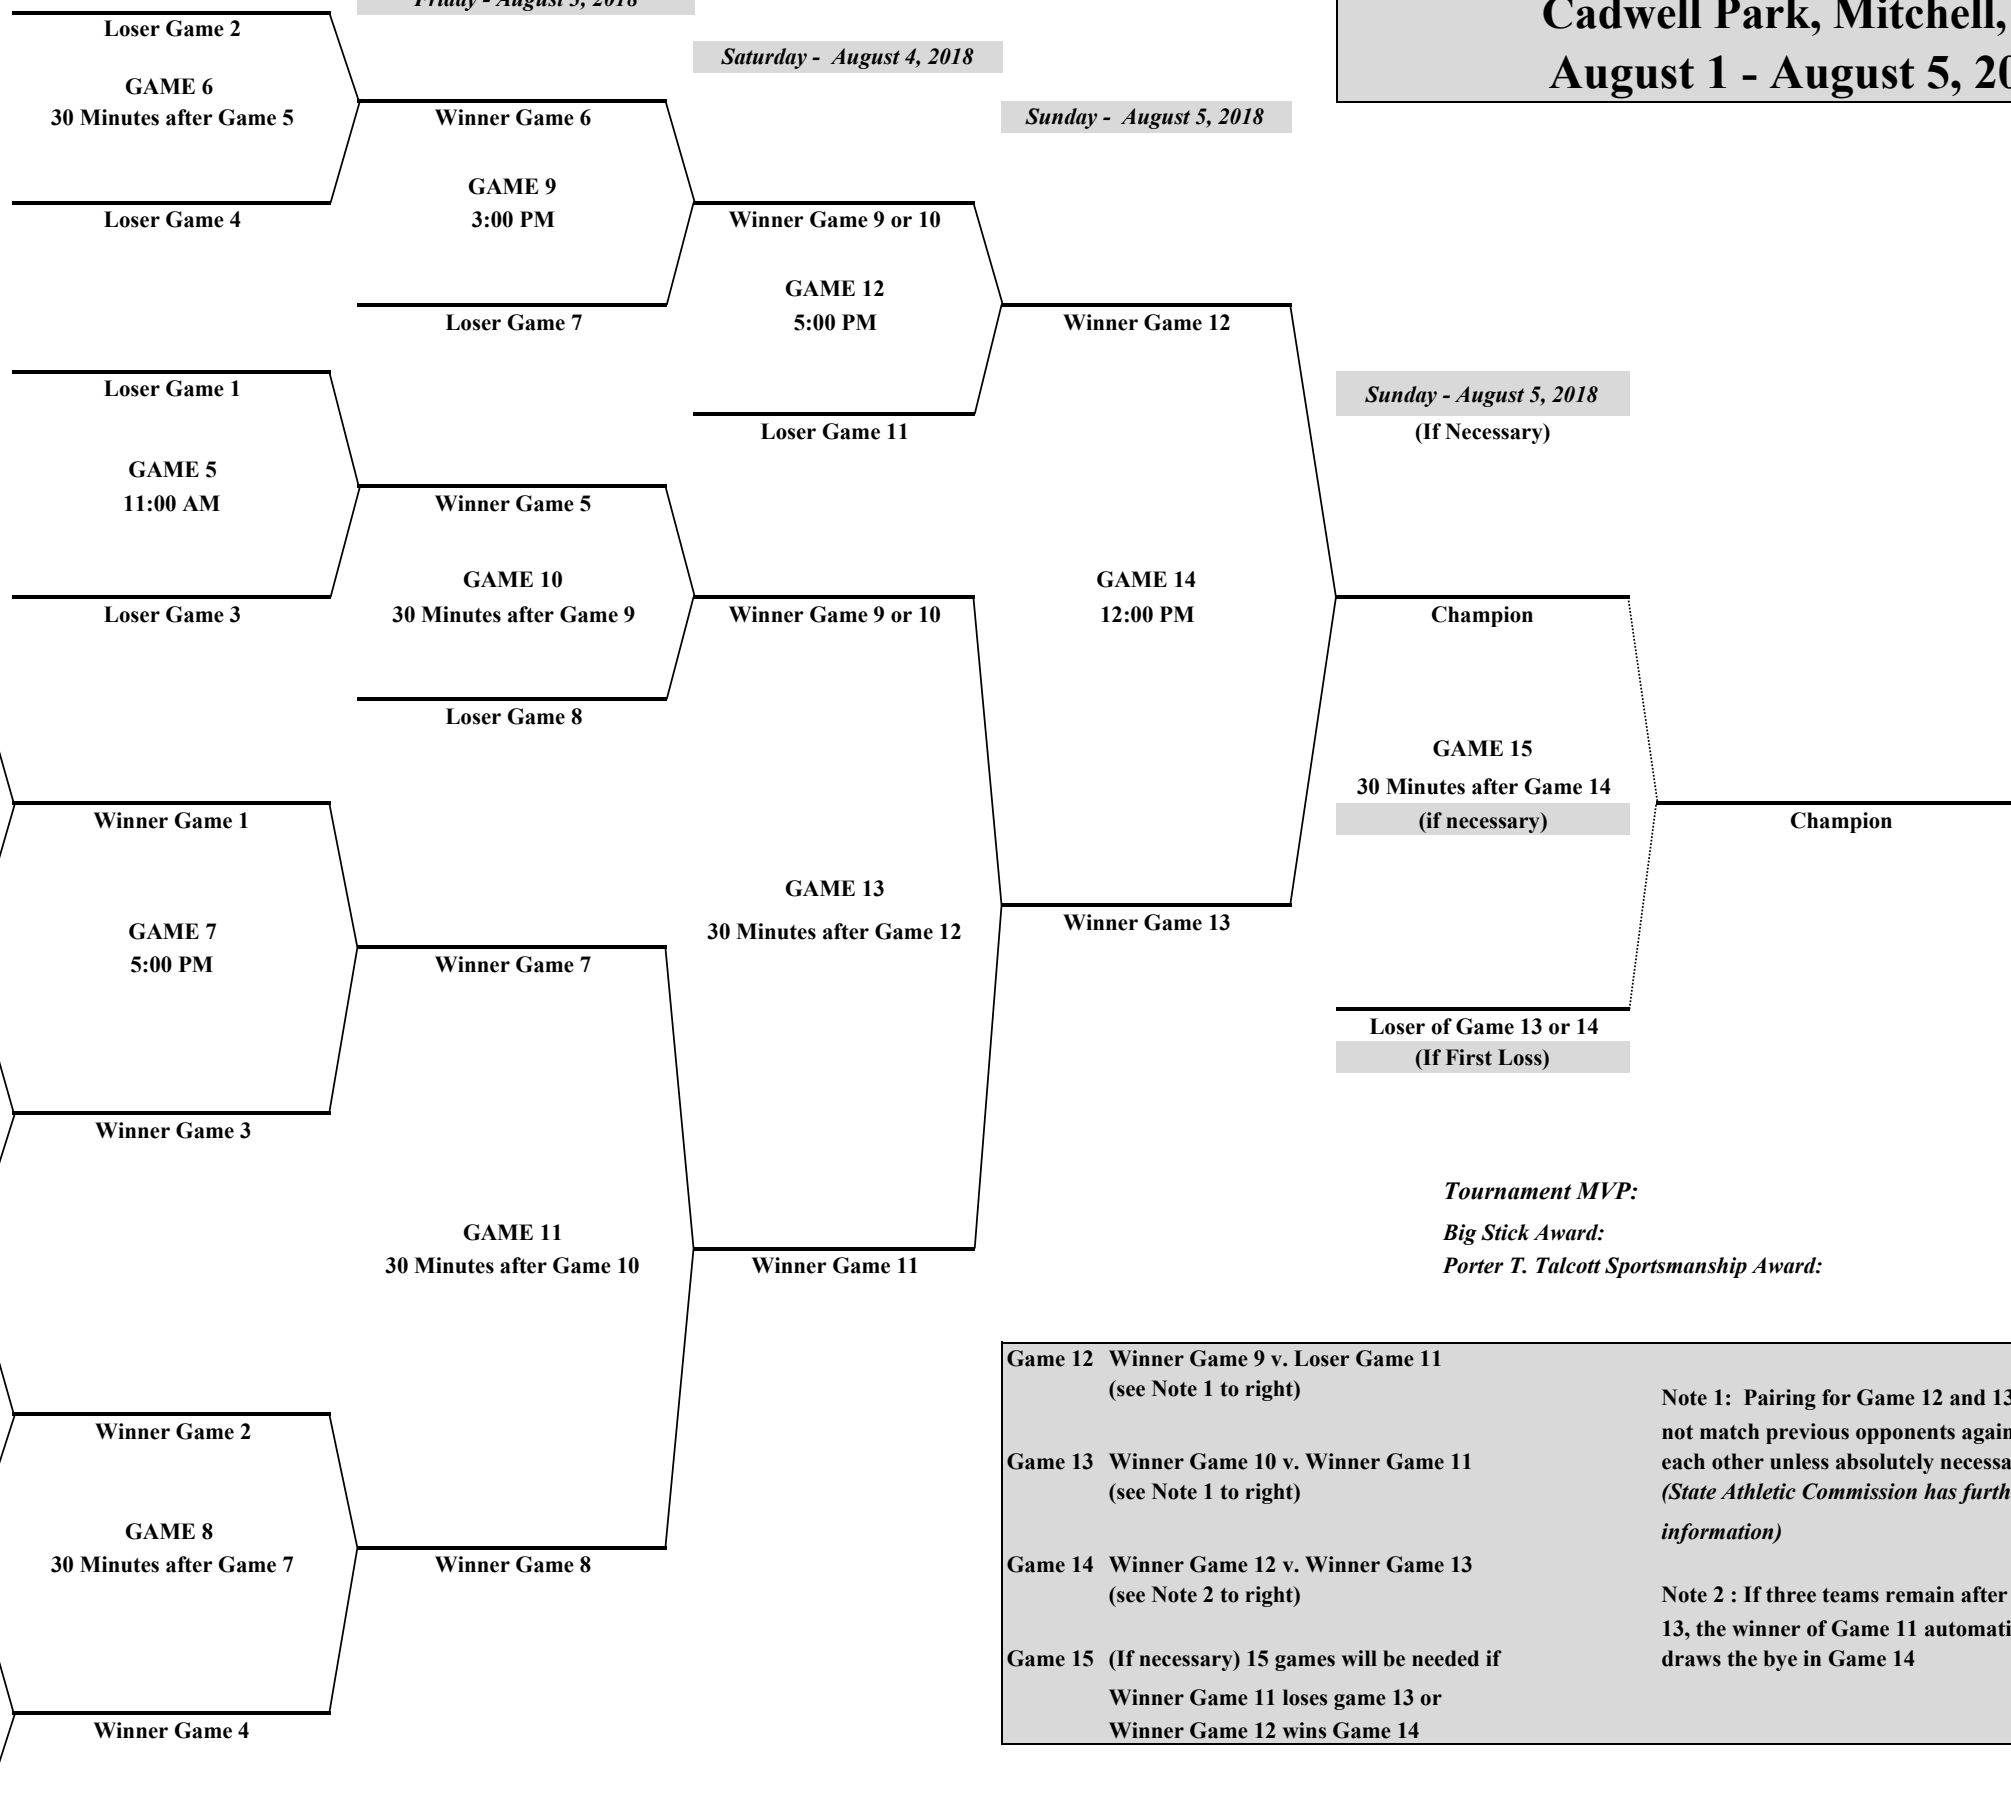 Friday - August 3, 2018
Cadwell Park, Mitchell,
August 1 - August 5, 20
Saturday - August 4, 2018
Sunday - August 5, 2018
Loser Game 2
GAME 6
30 Minutes after Game 5
Loser Game 4
Winner Game 6
GAME 9
3:00 PM
Loser Game 7
Winner Game 9 or 10
GAME 12
5:00 PM
Loser Game 11
Winner Game 12
Loser Game 1
GAME 5
11:00 AM
Loser Game 3
Winner Game 5
GAME 10
30 Minutes after Game 9
Loser Game 8
Winner Game 9 or 10
GAME 14
12:00 PM
Sunday - August 5, 2018
(If Necessary)
Champion
GAME 15
30 Minutes after Game 14
(if necessary)
Champion
Winner Game 1
GAME 7
5:00 PM
Winner Game 3
Winner Game 7
GAME 13
30 Minutes after Game 12
Winner Game 13
Loser of Game 13 or 14
(If First Loss)
GAME 11
30 Minutes after Game 10
Winner Game 11
Winner Game 2
GAME 8
30 Minutes after Game 7
Winner Game 4
Winner Game 8
Tournament MVP:
Big Stick Award:
Porter T. Talcott Sportsmanship Award:
Game 12 Winner Game 9 v. Loser Game 11
(see Note 1 to right)
Game 13 Winner Game 10 v. Winner Game 11
(see Note 1 to right)
Game 14 Winner Game 12 v. Winner Game 13
(see Note 2 to right)
Game 15 (If necessary) 15 games will be needed if
Winner Game 11 loses game 13 or
Winner Game 12 wins Game 14
Note 1: Pairing for Game 12 and 13
not match previous opponents again
each other unless absolutely necessa
(State Athletic Commission has furth
information)
Note 2 : If three teams remain after
13, the winner of Game 11 automati
draws the bye in Game 14